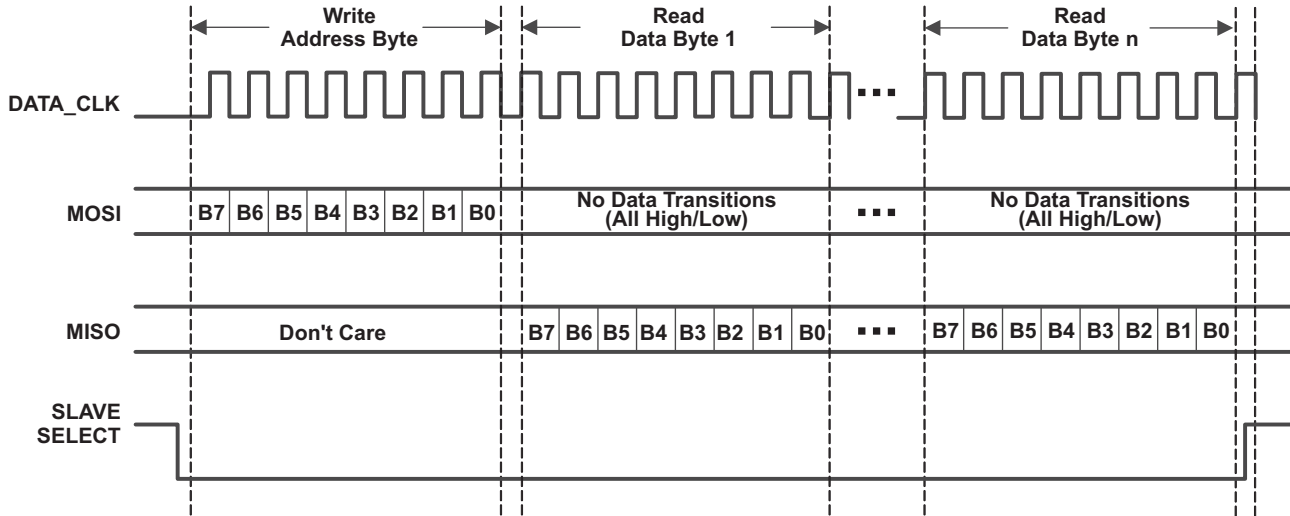 Write
Address Byte
Read
Data Byte 1
Read
Data Byte n
DATA_CLK
...
MOSI
B7 B6 B5 B4 B3 B2 B1 B0
No Data Transitions
(All High/Low)
...
No Data Transitions
(All High/Low)
MISO
Don't Care
B7 B6 B5 B4 B3 B2 B1 B0
...
B7 B6 B5 B4 B3 B2 B1 B0
SLAVE
SELECT